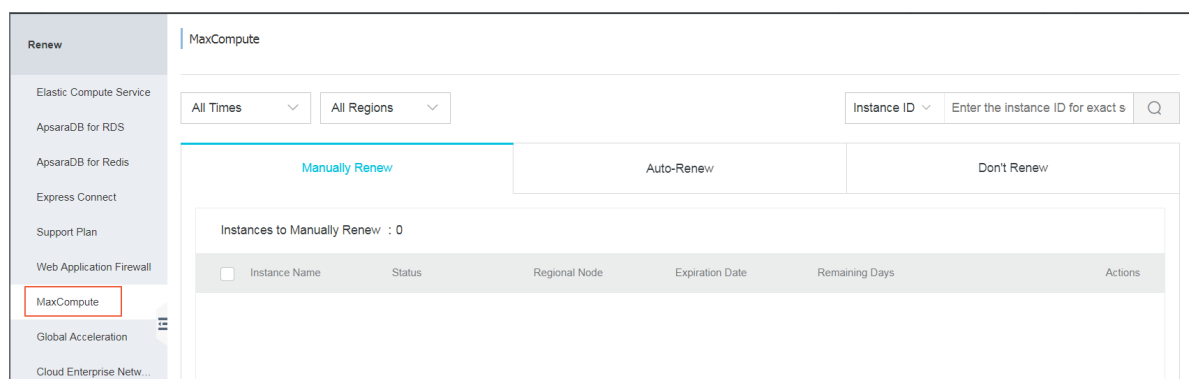 Renew
Elastic Compute Service
ApsaraDB for RDS
ApsaraDB for Redis
Express Connect
Support Plan
Web Application Firewall
MaxCompute
Global Acceleration
Cloud Enterprise Netw...
MaxCompute
All Times All Regions Instance ID Enter the instance ID for exact s
Manually Renew Auto-Renew Don't Renew
Instances to Manually Renew : 0
Instance Name Status Regional Node Expiration Date Remaining Days Actions